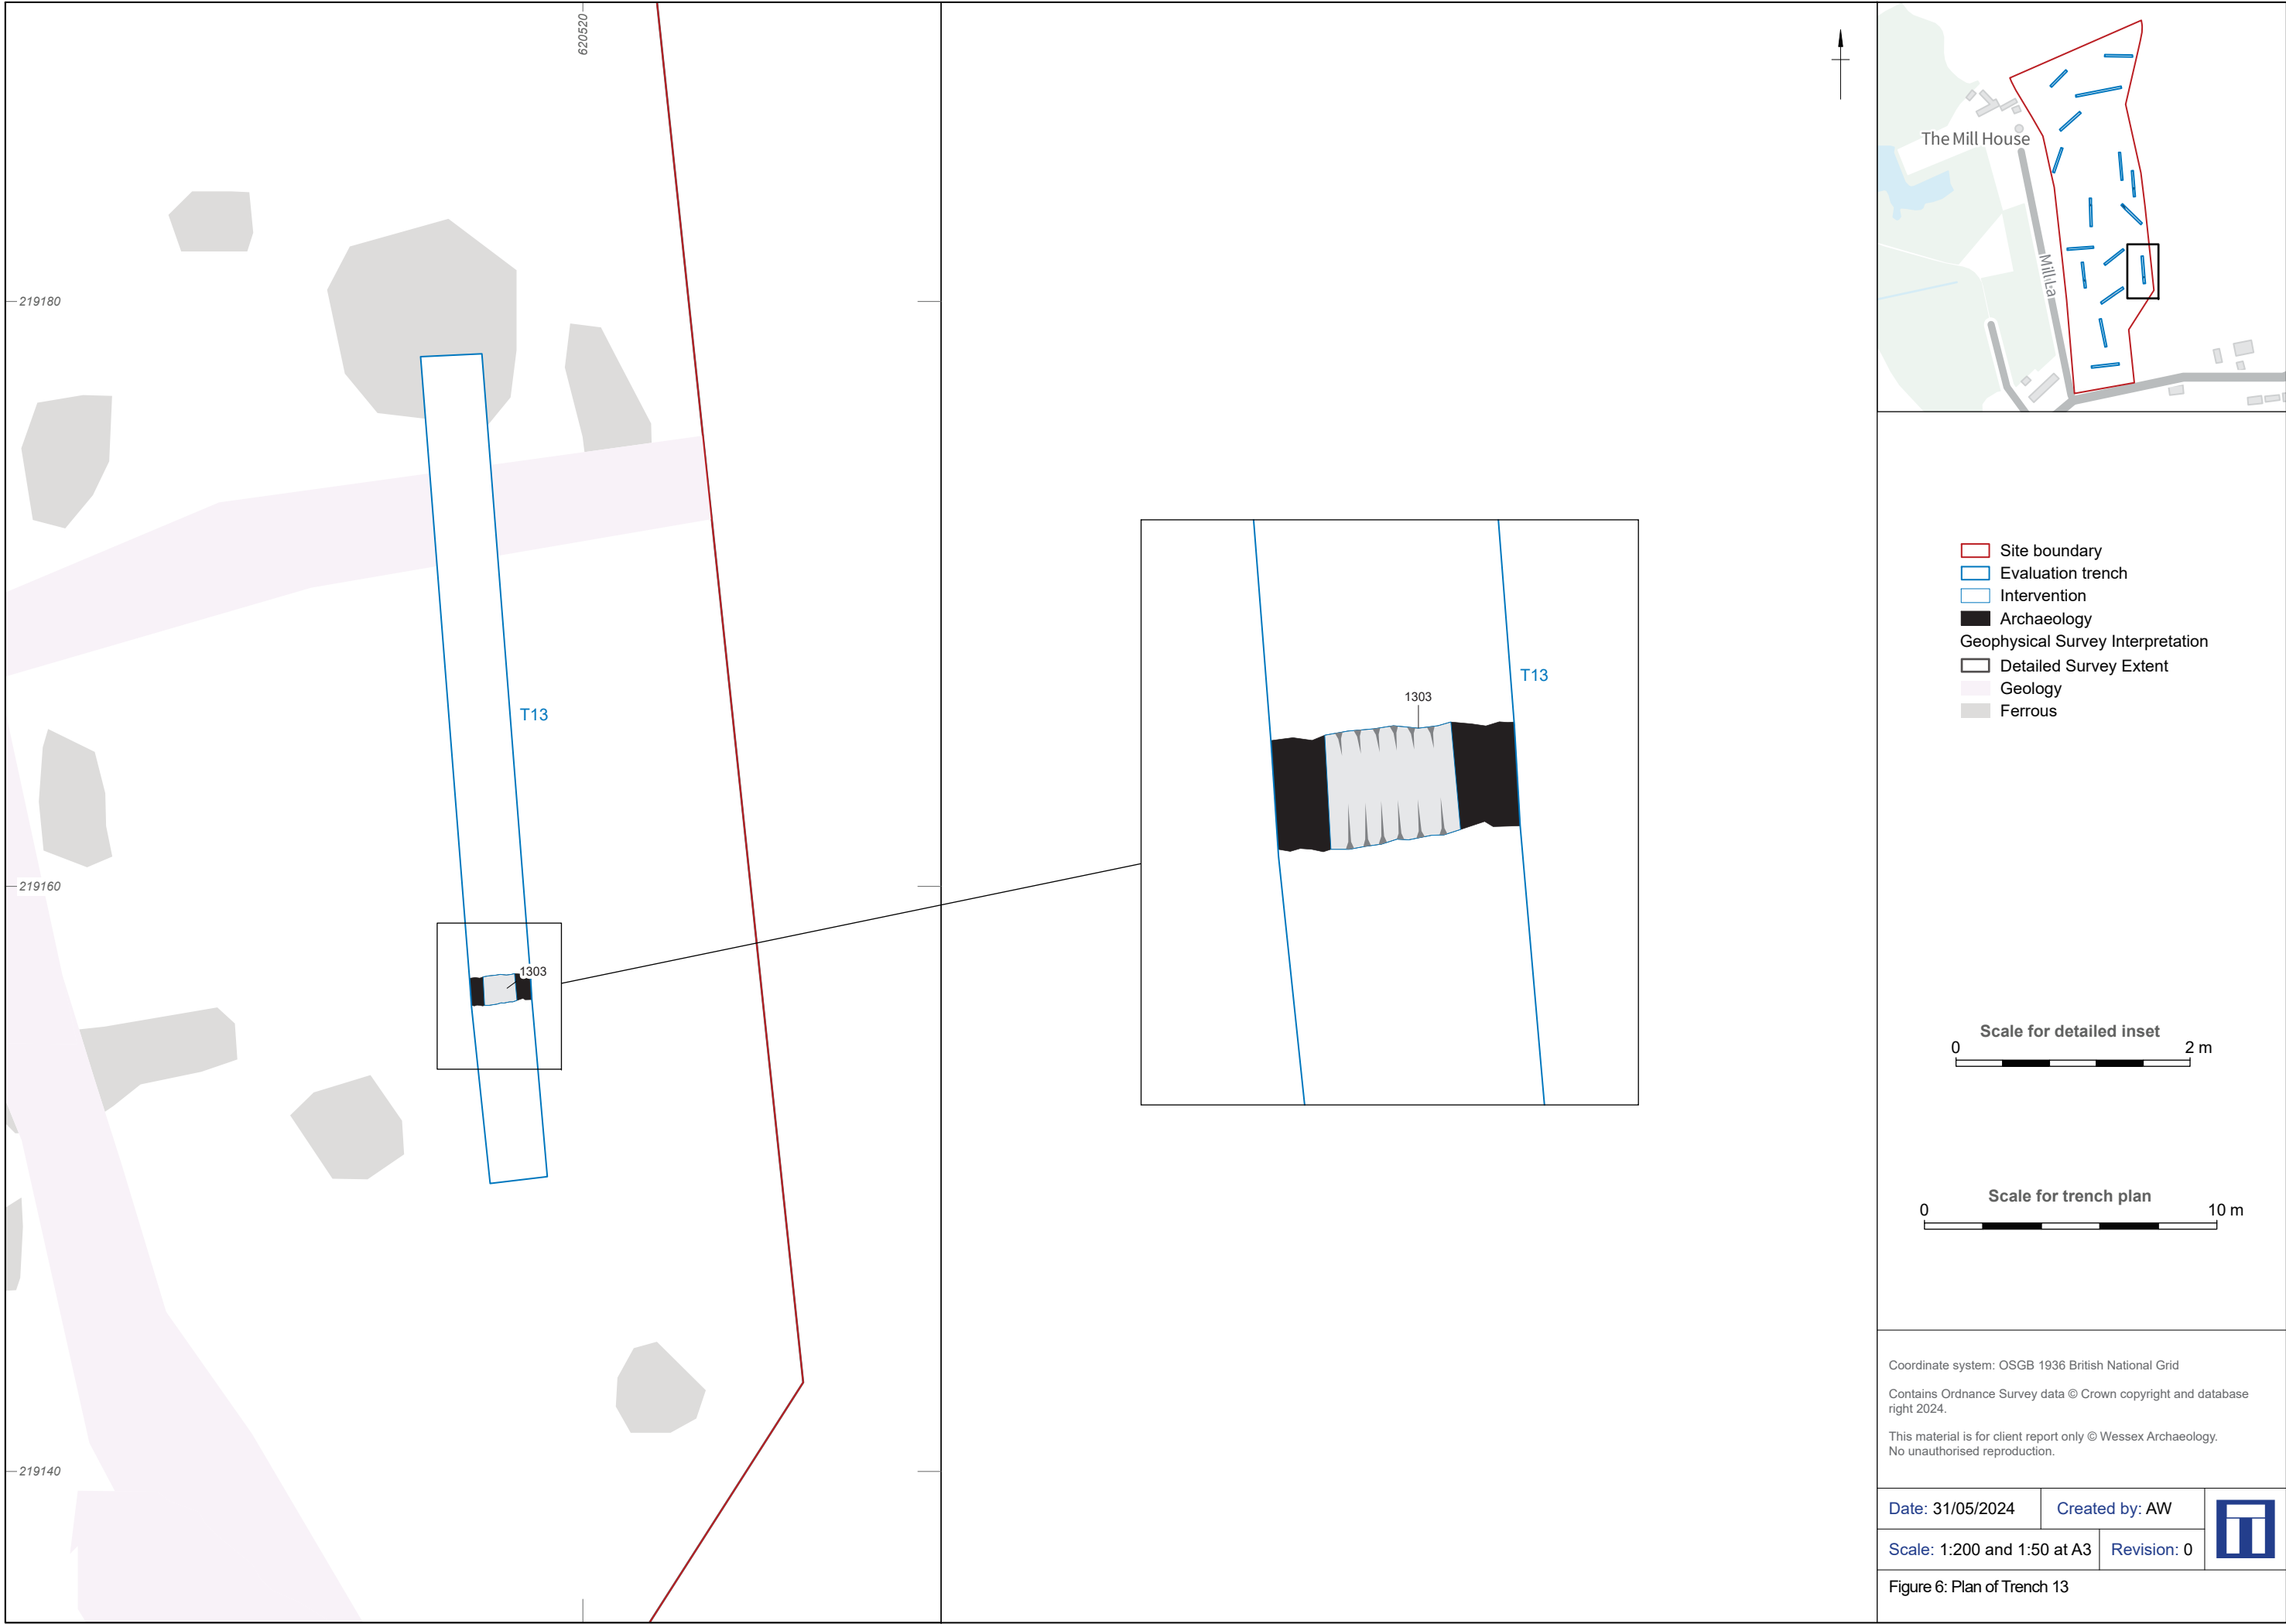 620520
219180
219160
219140
T13
1303
1303
T13
The Mill House
Mill La
Site boundary
Evaluation trench
Intervention
Archaeology
Geophysical Survey Interpretation
Detailed Survey Extent
Geology
Ferrous
Scale for detailed inset
0 2 m
Scale for trench plan
0 10 m
Coordinate system: OSGB 1936 British National Grid
Contains Ordnance Survey data © Crown copyright and database
right 2024.
This material is for client report only © Wessex Archaeology.
No unauthorised reproduction.
Date: 31/05/2024 Created by: AW
Scale: 1:200 and 1:50 at A3 Revision: 0
Figure 6: Plan of Trench 13